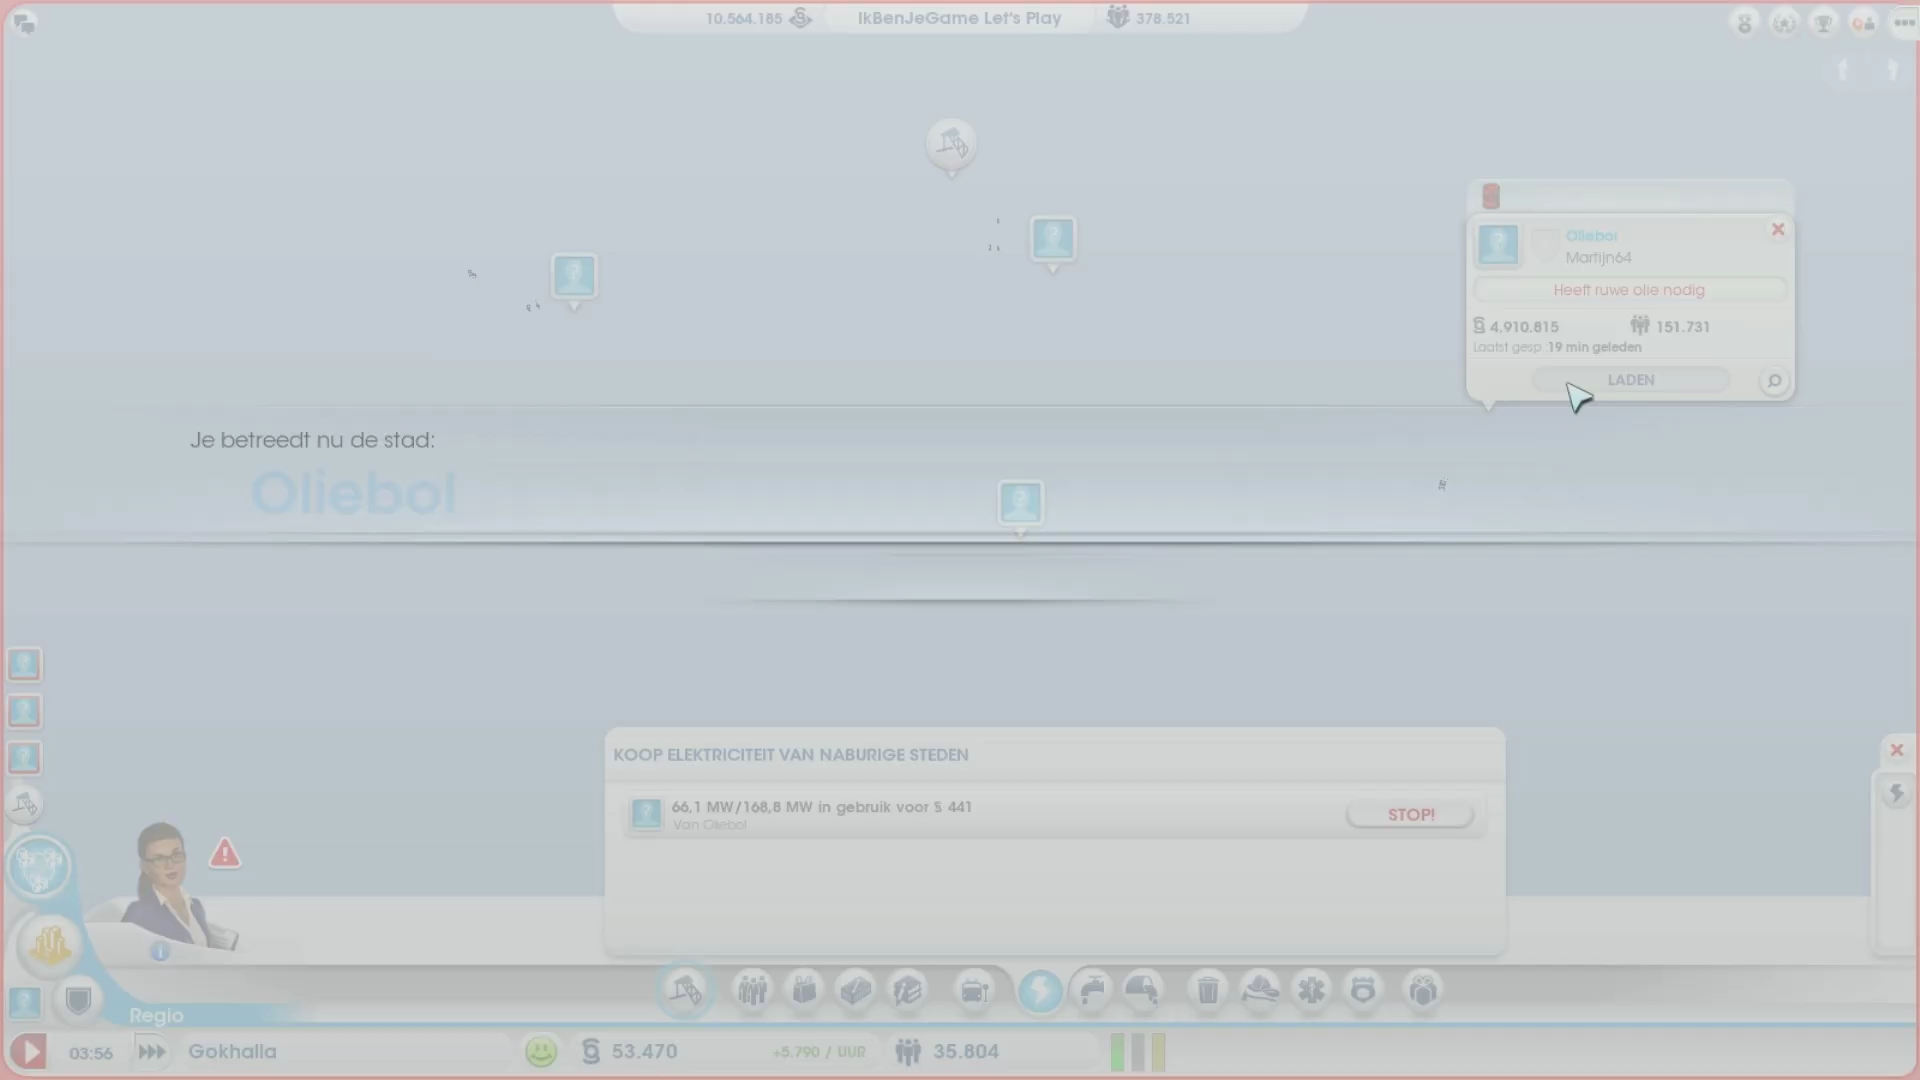 10.564.185
IkBenJeGame Let's Play
378.521
Oliebol
Martijn64
Heeft ruwe olie nodig
4.910.815
151.731
Laatst gesp. 19 min geleden
LADEN
Je betreedt nu de stad:
Oliebol
KOOP ELEKTRICITEIT VAN NABURIGE STEDEN
66,1 MW/168,8 MW in gebruik voor § 441
Van Oliebol
STOP!
Regio
03:56
Gokhalla
53.470
+5.790 / UUR
35.804